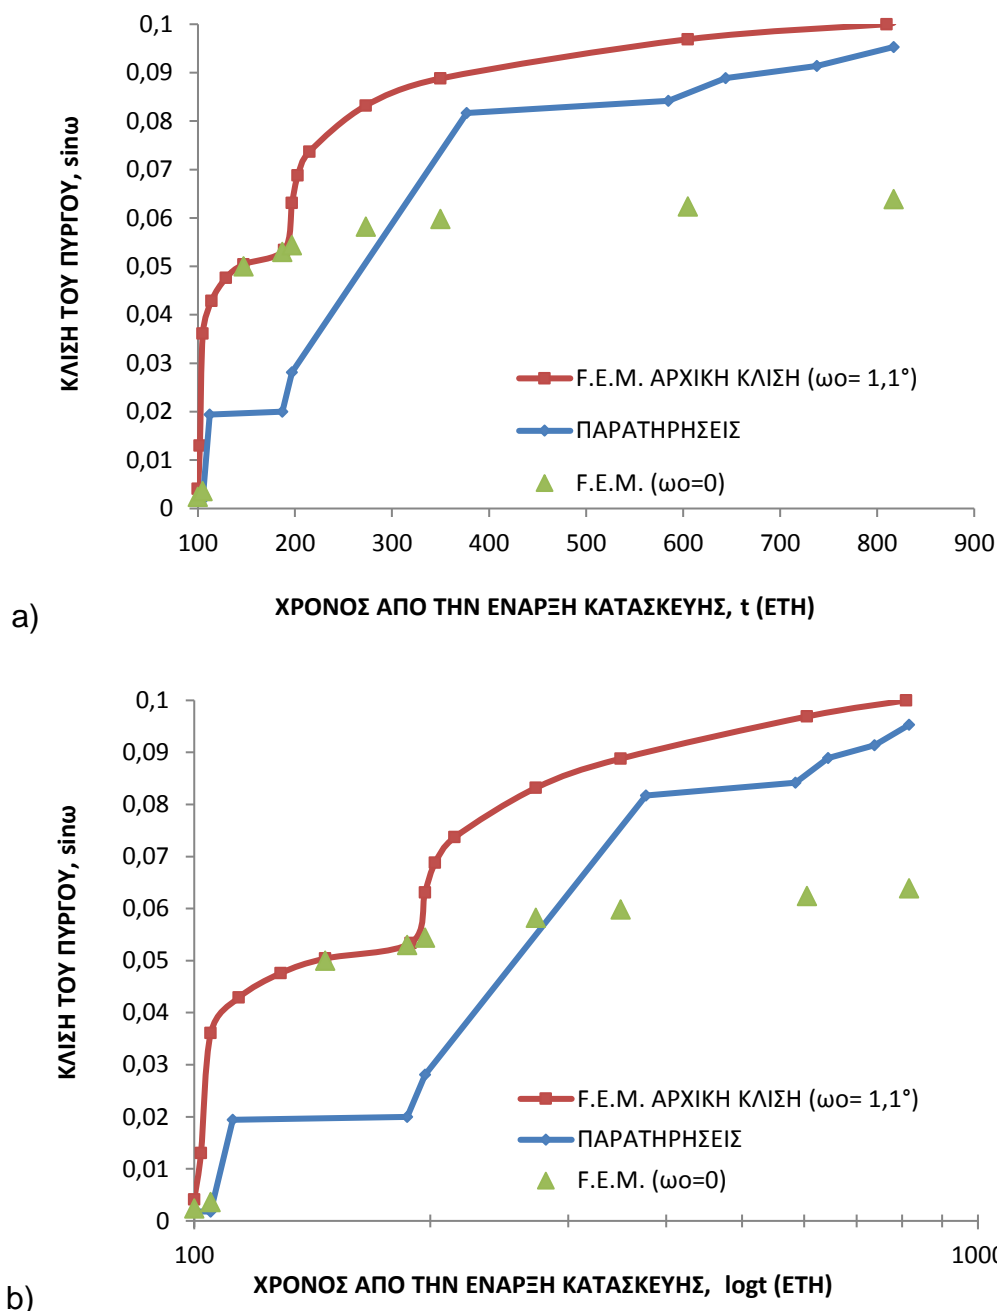 0,1
0,09
0,08
0,07
0,06
0,05
0,04
0,03
0,02
0,01
0
ΚΛΙΣΗ ΤΟΥ ΠΥΡΓΟΥ, sinω
F.E.M. ΑΡΧΙΚΗ ΚΛΙΣΗ (ωο= 1,1°)
ΠΑΡΑΤΗΡΗΣΕΙΣ
F.E.M. (ωο=0)
100 200 300 400 500 600 700 800 900
ΧΡΟΝΟΣ ΑΠΟ ΤΗΝ ΕΝΑΡΞΗ ΚΑΤΑΣΚΕΥΗΣ, t (ΕΤΗ)
a)
0,1
0,09
0,08
0,07
0,06
0,05
0,04
0,03
0,02
0,01
0
ΚΛΙΣΗ ΤΟΥ ΠΥΡΓΟΥ, sinω
F.E.M. ΑΡΧΙΚΗ ΚΛΙΣΗ (ωο= 1,1°)
ΠΑΡΑΤΗΡΗΣΕΙΣ
F.E.M. (ωο=0)
100 1000
ΧΡΟΝΟΣ ΑΠΟ ΤΗΝ ΕΝΑΡΞΗ ΚΑΤΑΣΚΕΥΗΣ, logt (ΕΤΗ)
b)